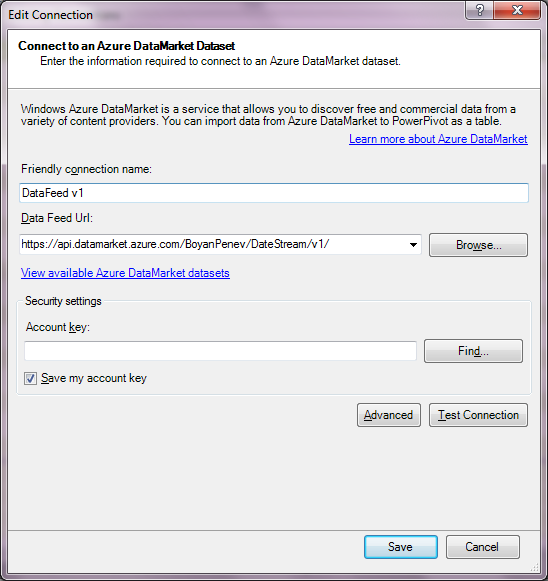 Edit Connection
?
Connect to an Azure DataMarket Dataset
Enter the information required to connect to an Azure DataMarket dataset.
Windows Azure DataMarket is a service that allows you to discover free and commercial data from a
variety of content providers. You can import data from Azure DataMarket to PowerPivot as a table.
Learn more about Azure DataMarket
Friendly connection name:
DataFeed v1
Data Feed Url:
https://api.datamarket.azure.com/BoyanPenev/DateStream/v1/
Browse...
View available Azure DataMarket datasets
Security settings
Account key:
Find...
Save my account key
Advanced
Test Connection
Save
Cancel